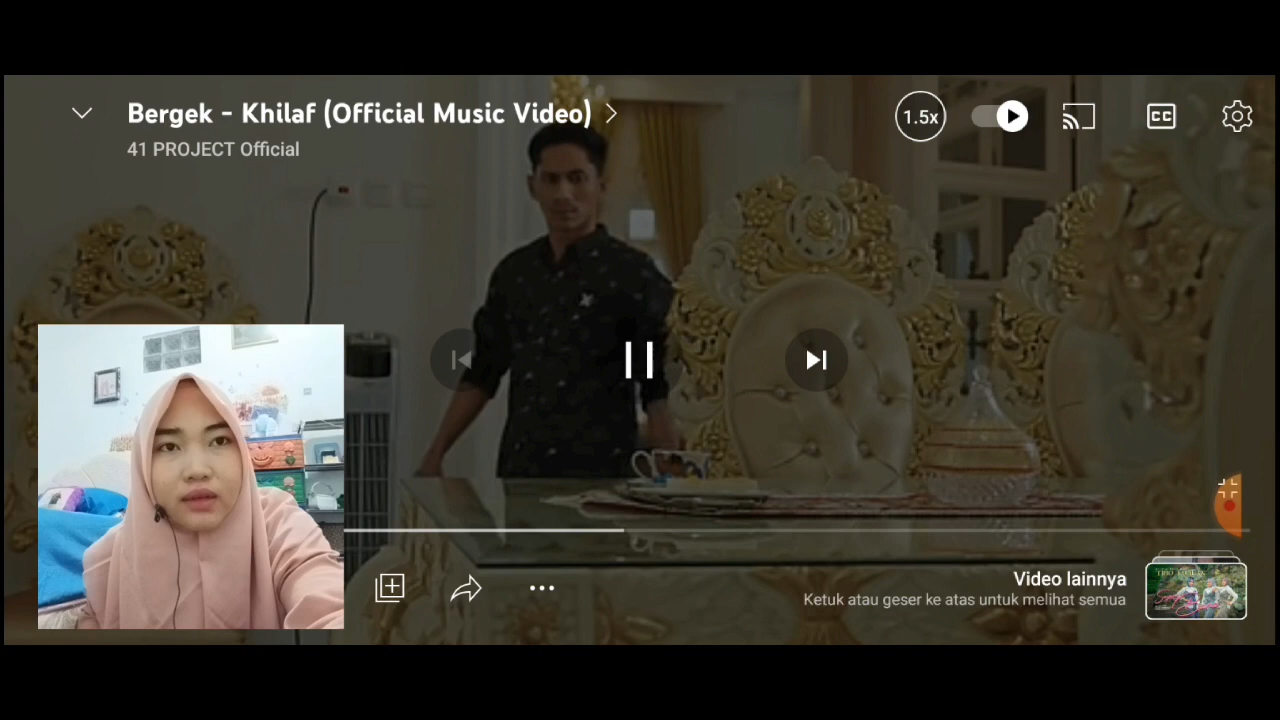 Bergek - Khilaf (Official Music Video)
41 PROJECT Official
1.5x
CC
Video lainnya
Ketuk atau geser ke atas untuk melihat semua